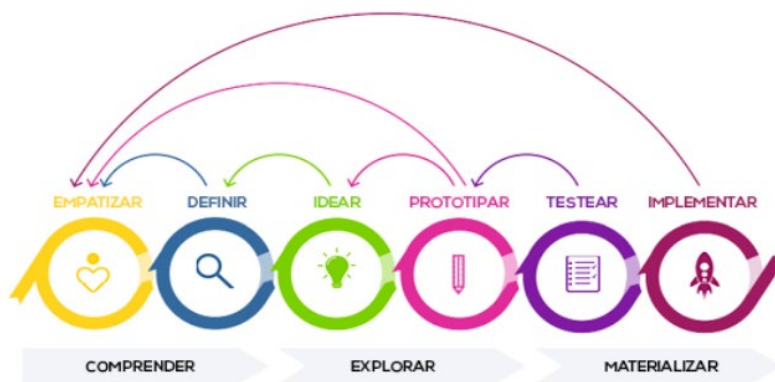 EMPATIZAR DEFINIR IDEAR PROTOTIPAR TESTEAR IMPLEMENTAR
COMPRENDER EXPLORAR MATERIALIZAR